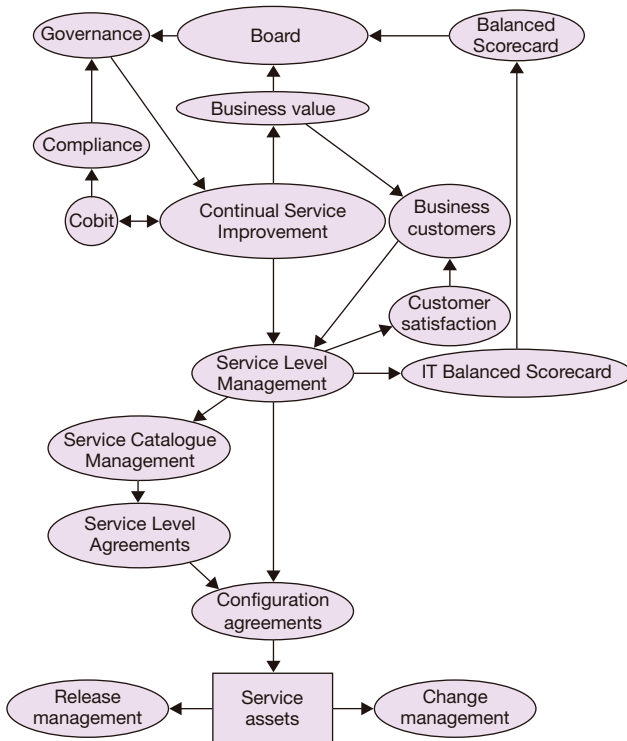 Governance
Board
Balanced
Scorecard
Business value
Compliance
Cobit
Continual Service
Improvement
Business
customers
Customer
satisfaction
Service Level
Management
IT Balanced Scorecard
Service Catalogue
Management
Service Level
Agreements
Configuration
agreements
Release
management
Service
assets
Change
management